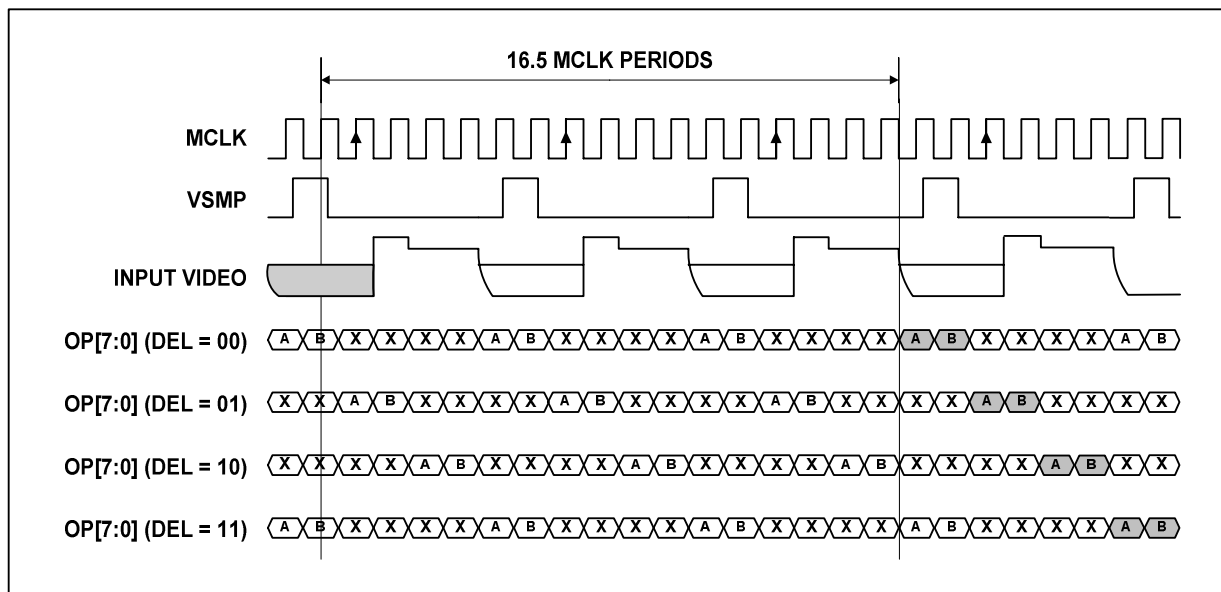 16.5 MCLK PERIODS
MCLK
VSMP
INPUT VIDEO
OP[7:0] (DEL = 00) A B X X X X A B X X X X A B X X X X A B X X X X A B
OP[7:0] (DEL = 01) X X A B X X X X A B X X X X A B X X X X A B X X X X
OP[7:0] (DEL = 10) X X X X A B X X X X A B X X X X A B X X X X A B X X
OP[7:0] (DEL = 11) A B X X X X A B X X X X A B X X X X A B X X X X A B